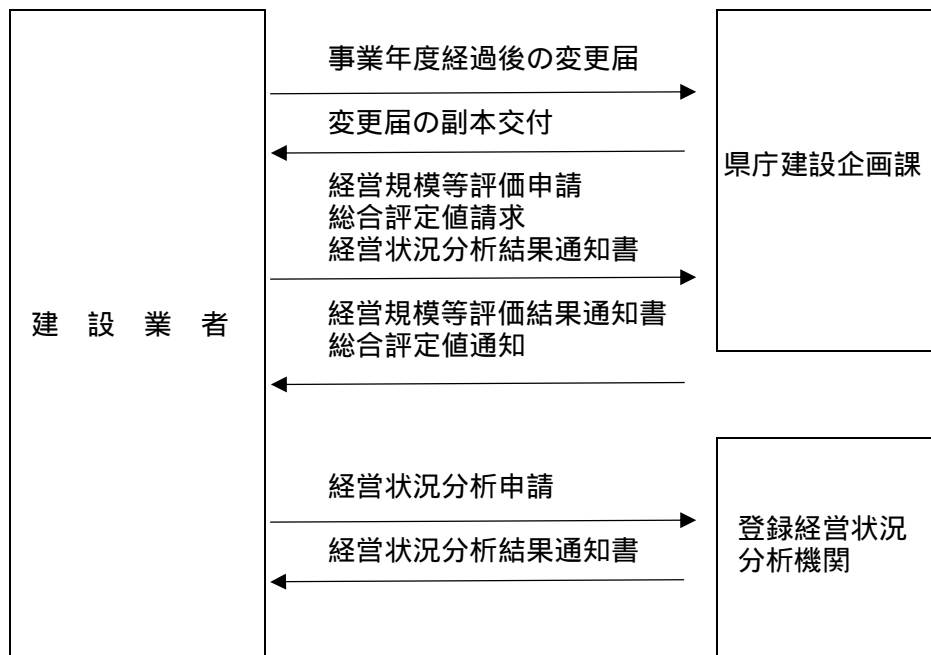 事業年度経過後の変更届
変更届の副本交付
県庁建設企画課
経営規模等評価申請
総合評定値請求
経営状況分析結果通知書
建 設 業 者
経営規模等評価結果通知書
総合評定値通知
経営状況分析申請
経営状況分析結果通知書
登録経営状況
分析機関